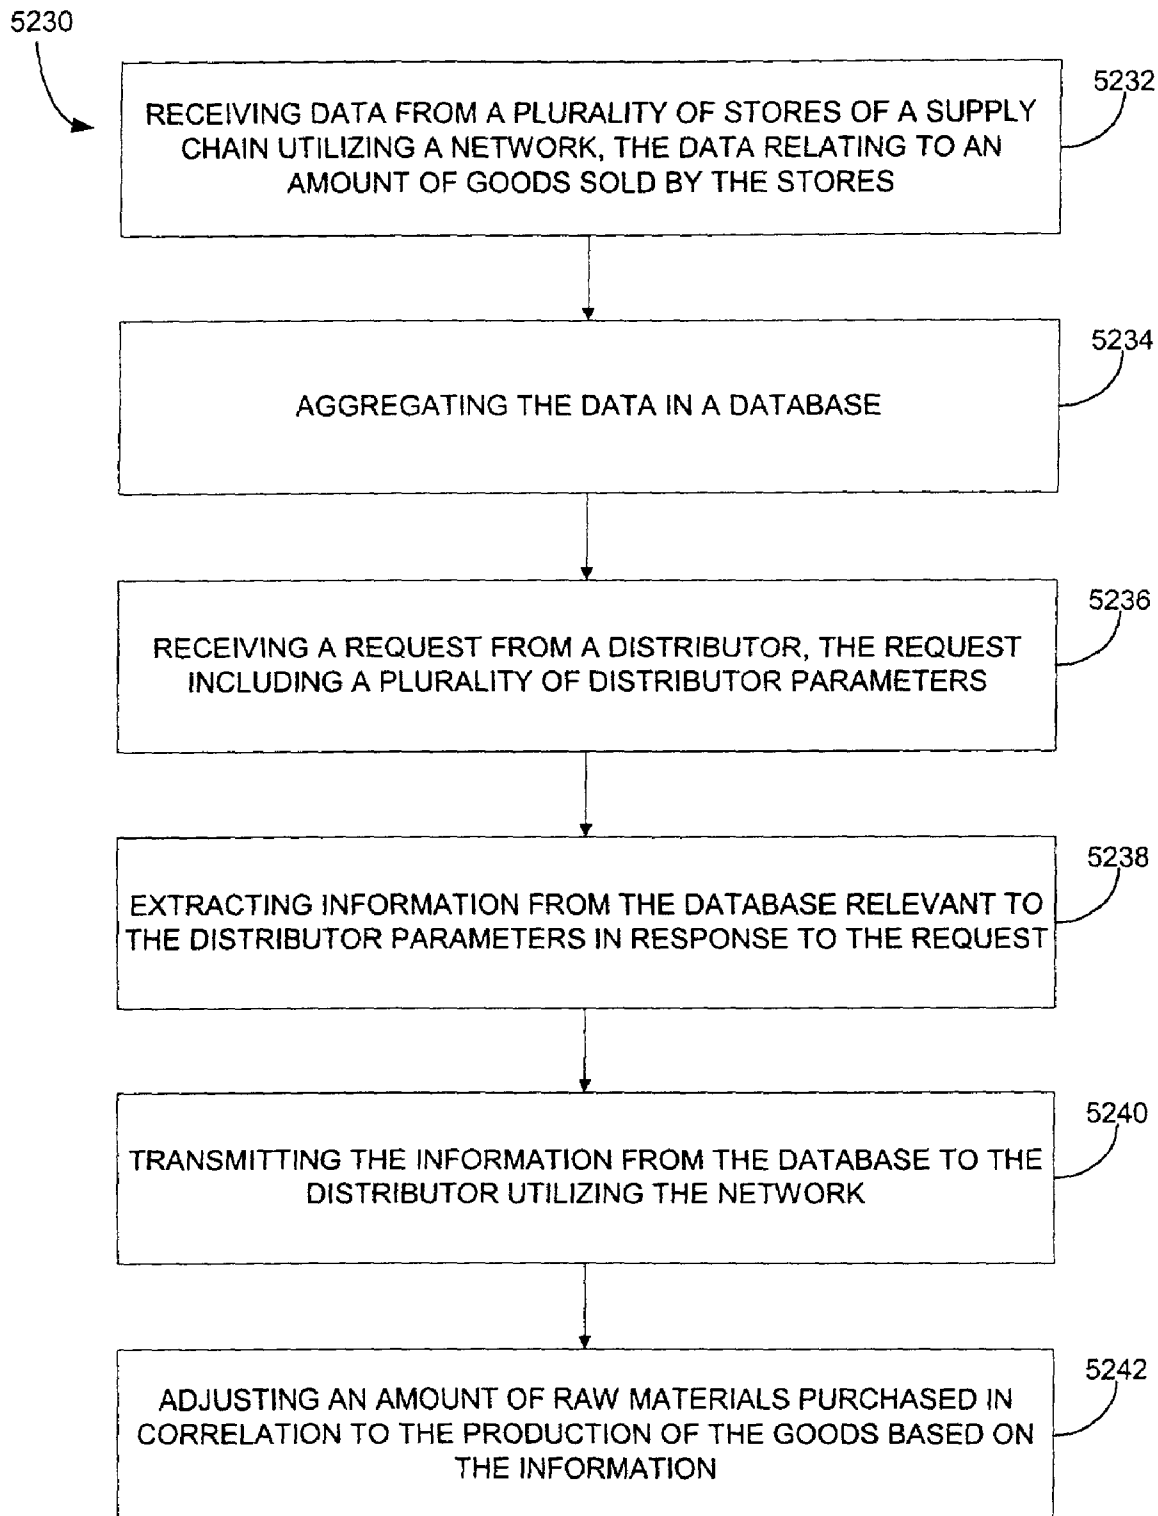 5230
5232
RECEIVING DATA FROM A PLURALITY OF STORES OF A SUPPLY
CHAIN UTILIZING A NETWORK, THE DATA RELATING TO AN
AMOUNT OF GOODS SOLD BY THE STORES
5234
AGGREGATING THE DATA IN A DATABASE
5236
RECEIVING A REQUEST FROM A DISTRIBUTOR, THE REQUEST
INCLUDING A PLURALITY OF DISTRIBUTOR PARAMETERS
5238
EXTRACTING INFORMATION FROM THE DATABASE RELEVANT TO
THE DISTRIBUTOR PARAMETERS IN RESPONSE TO THE REQUEST
5240
TRANSMITTING THE INFORMATION FROM THE DATABASE TO THE
DISTRIBUTOR UTILIZING THE NETWORK
5242
ADJUSTING AN AMOUNT OF RAW MATERIALS PURCHASED IN
CORRELATION TO THE PRODUCTION OF THE GOODS BASED ON
THE INFORMATION